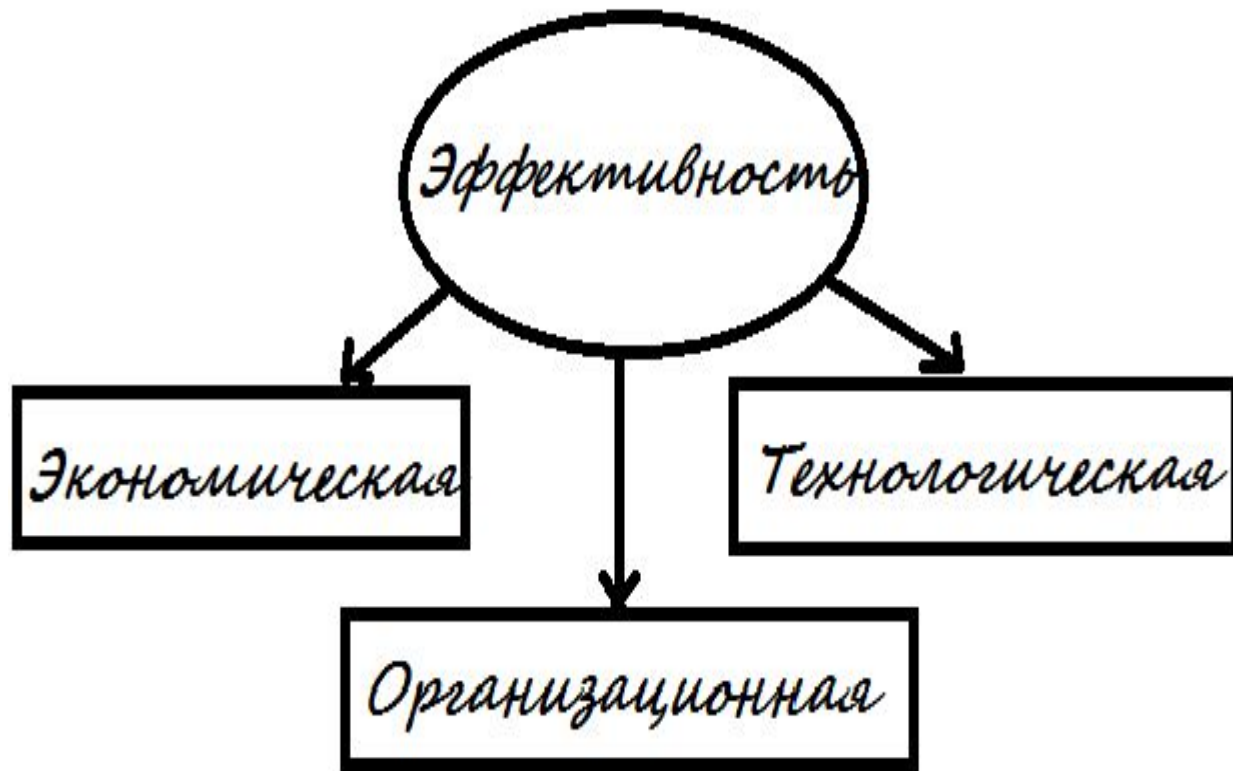 Эффективность
Экономическая
Технологическая
Организационная